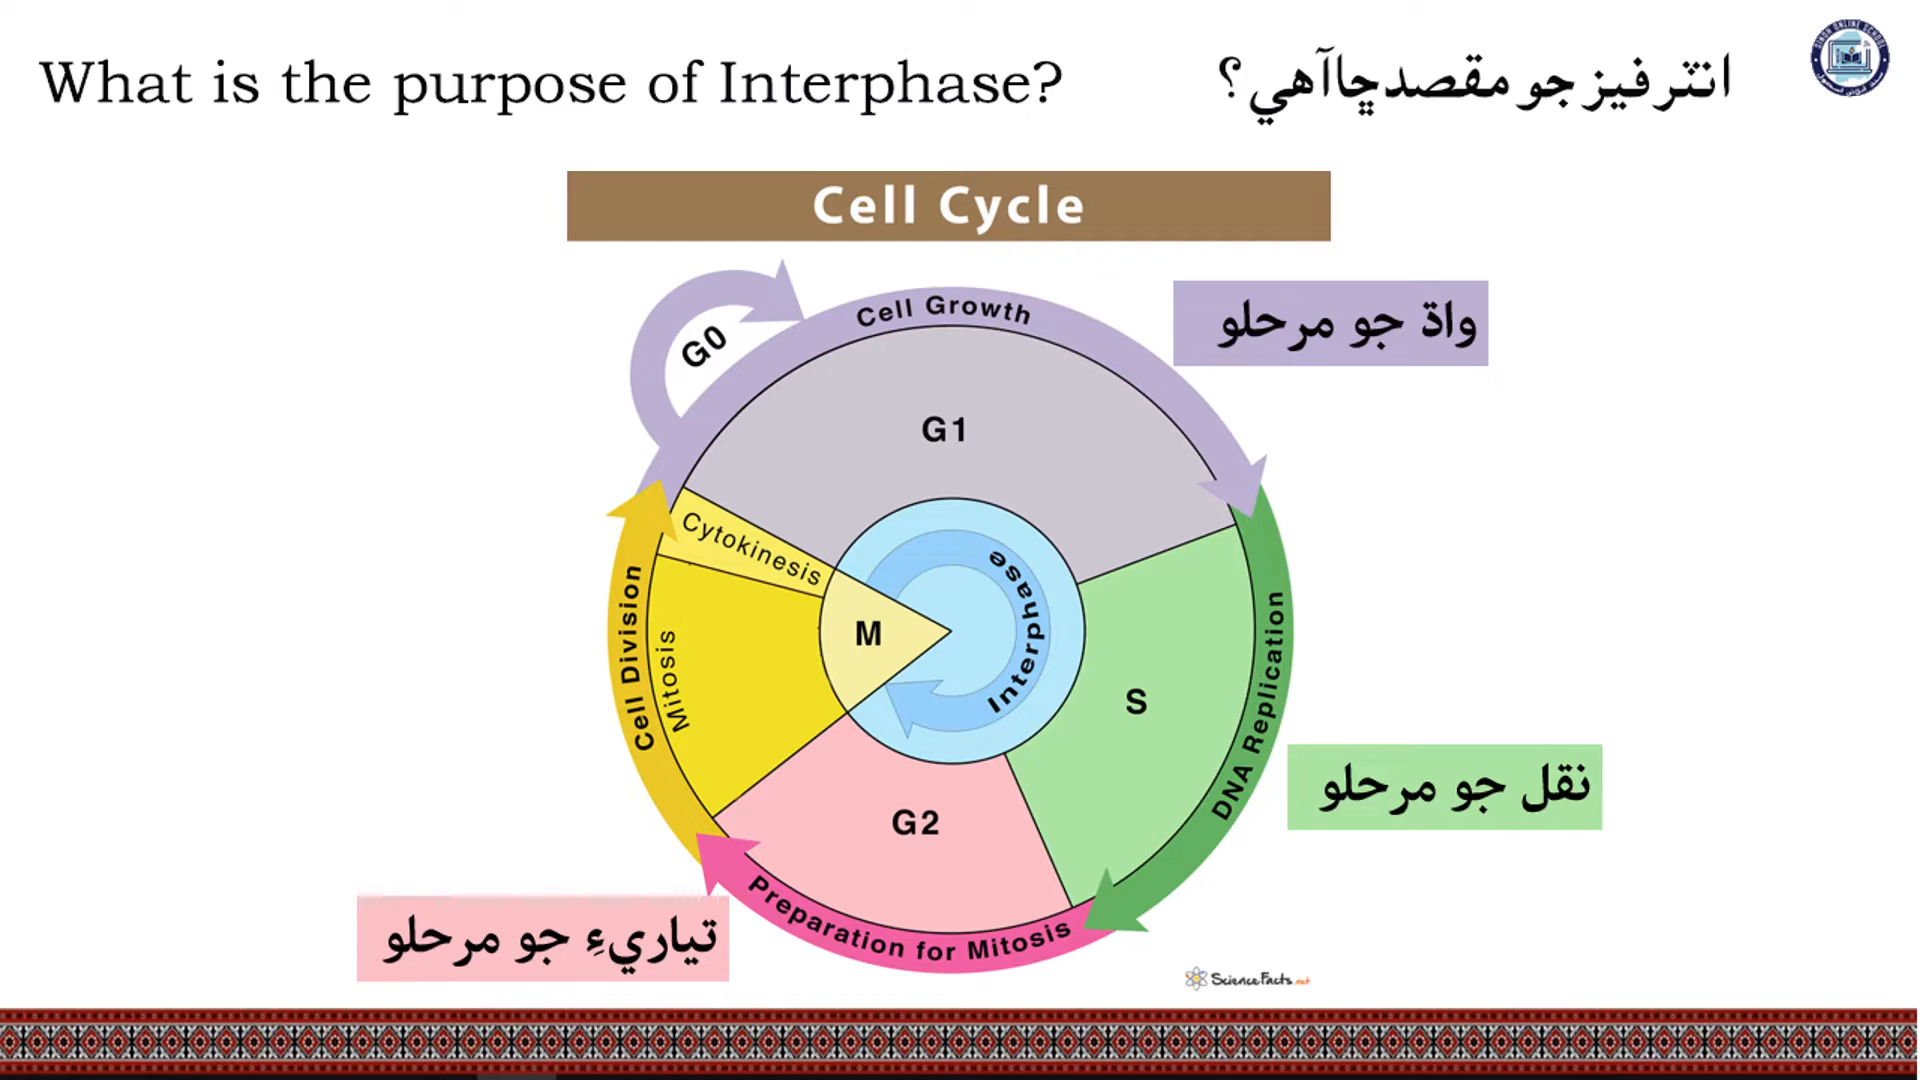 What is the purpose of Interphase?
انٽرفيز جو مقصد ڇا آهي؟
Cell Cycle
G0
Cell Growth
واڌ جو مرحلو
G1
Cytokinesis
Interphase
M
Cell Division
Mitosis
S
DNA Replication
نقل جو مرحلو
G2
Preparation for Mitosis
تياريءِ جو مرحلو
ScienceFacts.net